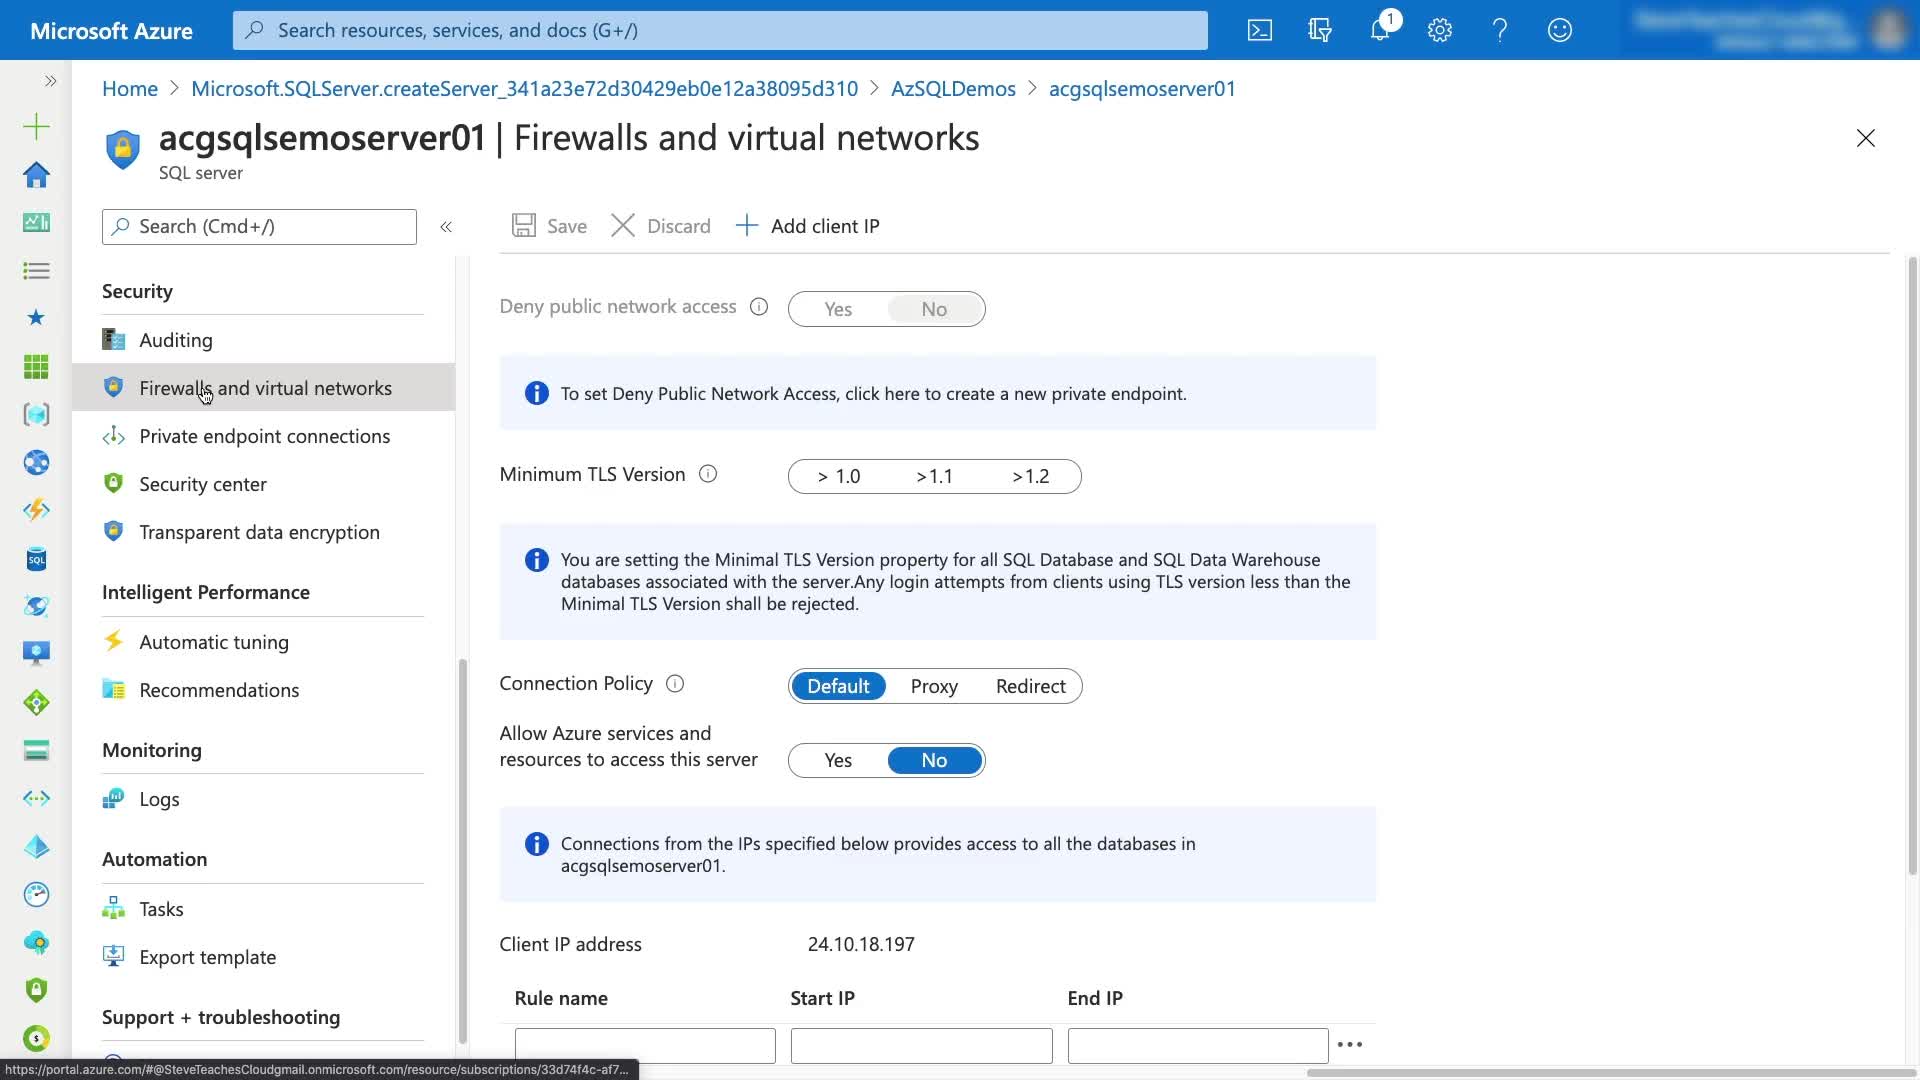 Microsoft Azure
Search resources, services, and docs (G+/)
1
Home > Microsoft.SQLServer.createServer_341a23e72d30429eb0e12a38095d310 > AzSQLDemos > acgsqlsemoserver01
acgsqlsemoserver01 | Firewalls and virtual networks
SQL server
Search (Cmd+/)
«
Save
Discard
Add client IP
Security
Auditing
Firewalls and virtual networks
Private endpoint connections
Security center
Transparent data encryption
Intelligent Performance
Automatic tuning
Recommendations
Monitoring
Logs
Automation
Tasks
Export template
Support + troubleshooting
Deny public network access
Yes No
To set Deny Public Network Access, click here to create a new private endpoint.
Minimum TLS Version
> 1.0 >1.1 >1.2
You are setting the Minimal TLS Version property for all SQL Database and SQL Data Warehouse
databases associated with the server.Any login attempts from clients using TLS version less than the
Minimal TLS Version shall be rejected.
Connection Policy
Default Proxy Redirect
Allow Azure services and
resources to access this server
Yes No
Connections from the IPs specified below provides access to all the databases in
acgsqlsemoserver01.
Client IP address 24.10.18.197
Rule name Start IP End IP
SQL
https://portal.azure.com/#@SteveTeachesCloudgmail.onmicrosoft.com/resource/subscriptions/33d74f4c-af7...